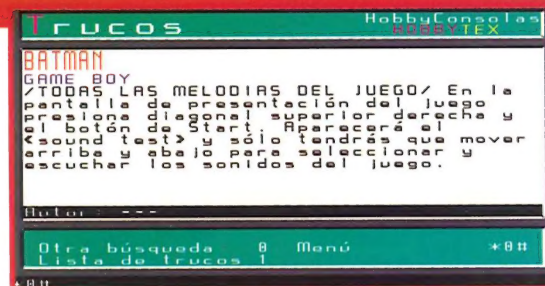 Trucos
HobbyConsolas
HOBBYTEX
BATMAN
GAME BOY
/TODAS LAS MELODIAS DEL JUEGO/ En la
pantalla de presentación del juego
presiona diagonal superior derecha y
el botón de Start. Aparecerá el
<sound test> y sólo tendrás que mover
arriba y abajo para seleccionar y
escuchar los sonidos del juego.
Autor: ---
Otra búsqueda 0 Menú *0#
Lista de trucos 1
*0#